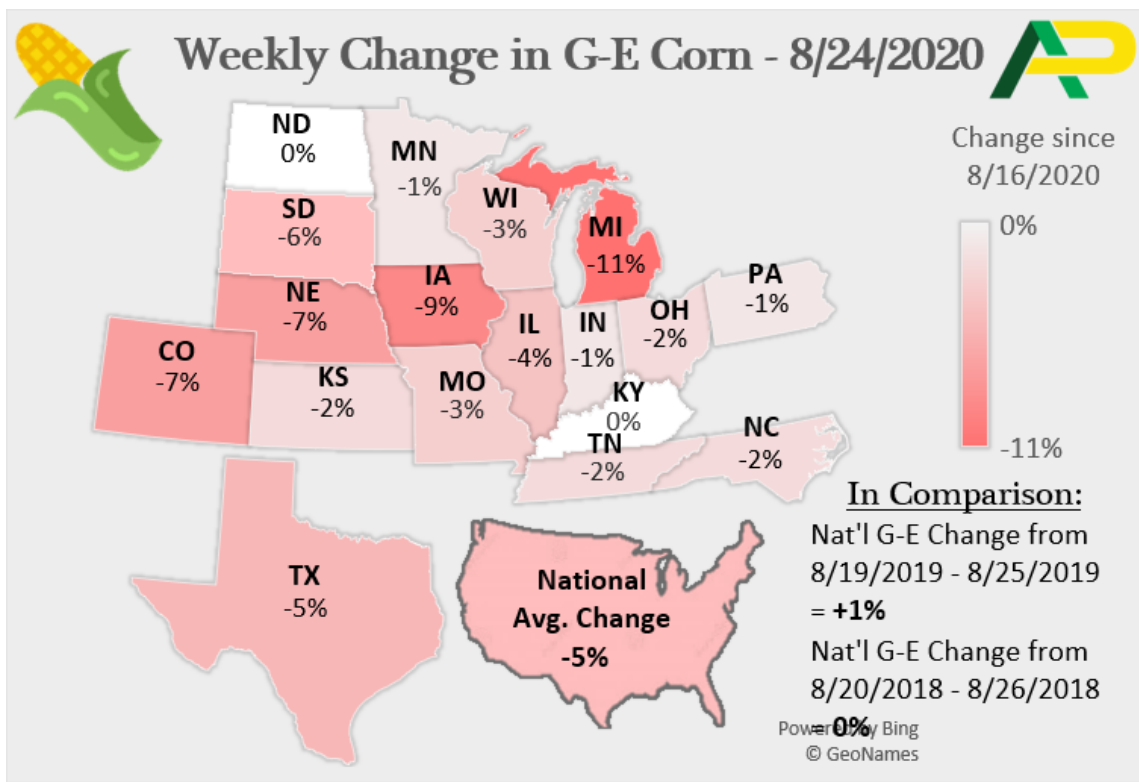 Weekly Change in G-E Corn - 8/24/2020
AP
Change since
8/16/2020
0%
-11%
ND
0%
MN
-1%
WI
-3%
MI
-11%
SD
-6%
IA
-9%
NE
-7%
PA
-1%
OH
-2%
IN
-1%
IL
-4%
CO
-7%
KS
-2%
MO
-3%
KY
0%
TN
-2%
NC
-2%
TX
-5%
National
Avg. Change
-5%
In Comparison:
Nat'l G-E Change from
8/19/2019 - 8/25/2019
= +1%
Nat'l G-E Change from
8/20/2018 - 8/26/2018
= 0%
Powered by Bing
© GeoNames